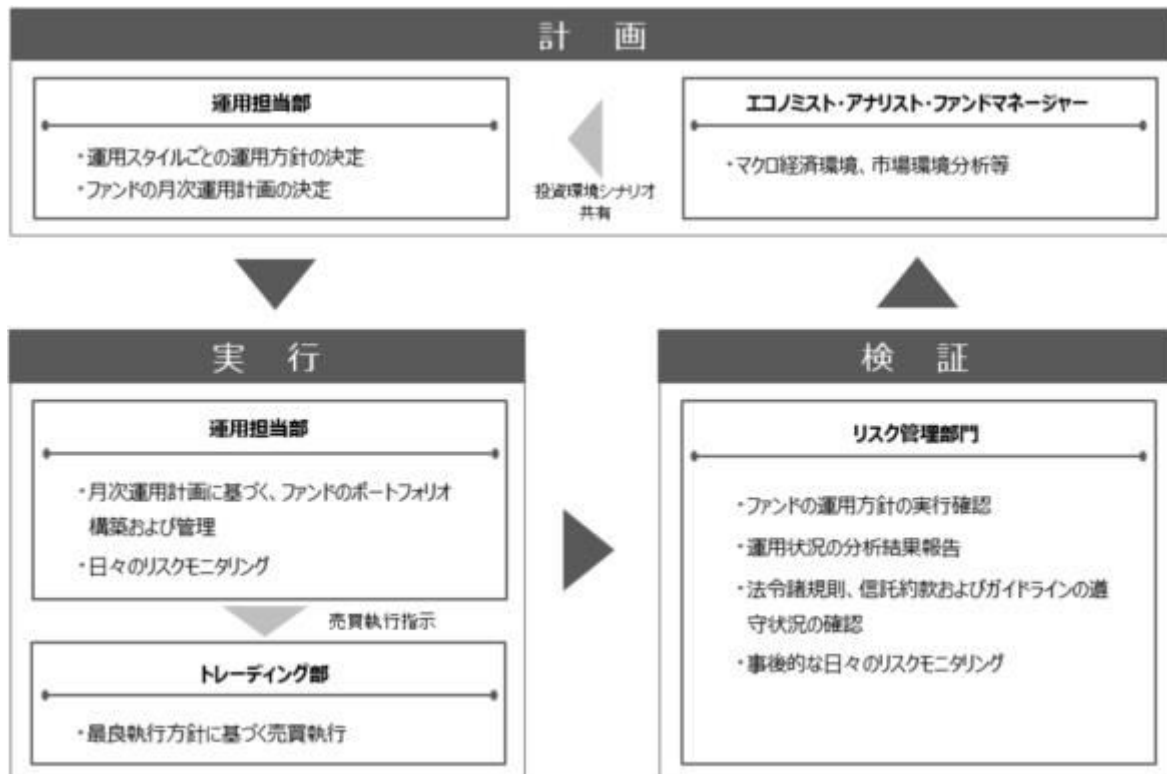 計 画
運用担当部
・運用スタイルごとの運用方針の決定
・ファンドの月次運用計画の決定
投資環境シナリオ
共有
エコノミスト・アナリスト・ファンドマネージャー
・マクロ経済環境、市場環境分析等
実 行
運用担当部
・月次運用計画に基づく、ファンドのポートフォリオ
構築および管理
・日々のリスクモニタリング
売買執行指示
トレーディング部
・最良執行方針に基づく売買執行
検 証
リスク管理部門
・ファンドの運用方針の実行確認
・運用状況の分析結果報告
・法令諸規則、信託約款およびガイドラインの遵
守状況の確認
・事後的な日々のリスクモニタリング